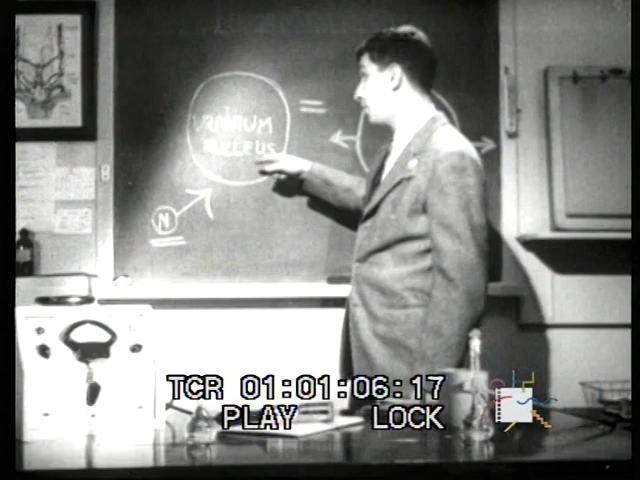 URANIUM
NUCLEUS
=
N
TCR 01:01:06:17
PLAY LOCK